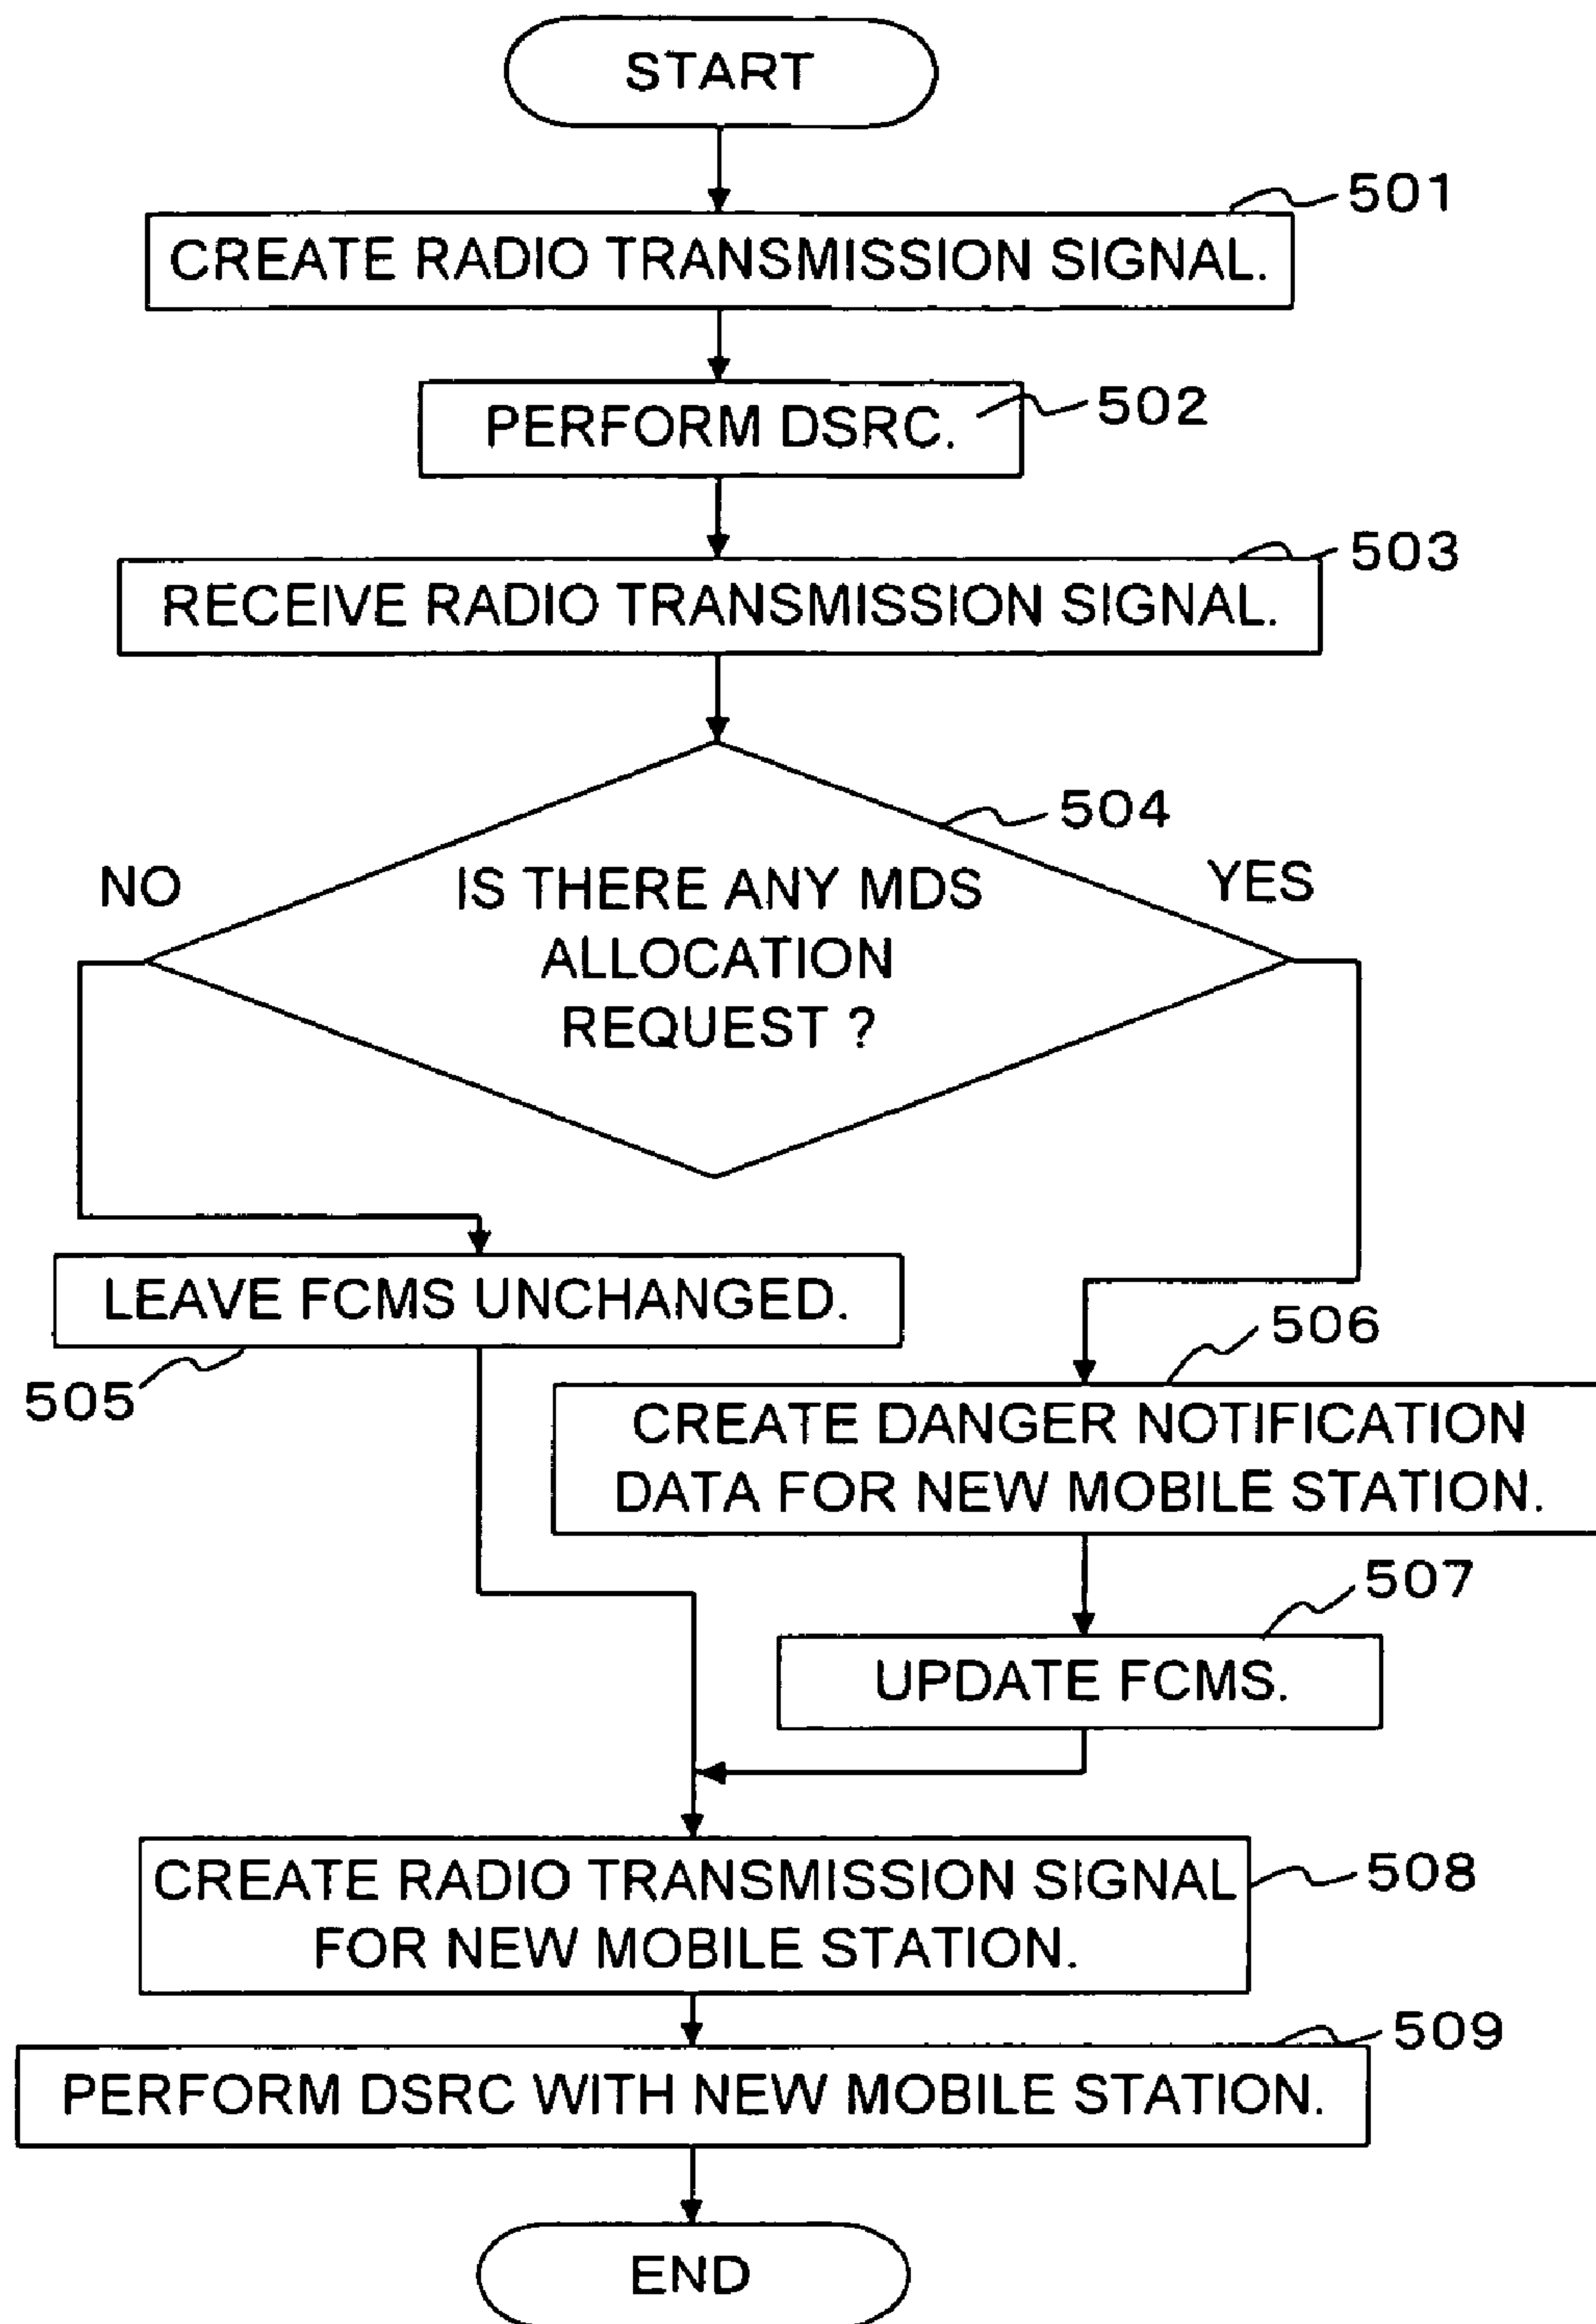 START
501
CREATE RADIO TRANSMISSION SIGNAL.
502
PERFORM DSRC.
503
RECEIVE RADIO TRANSMISSION SIGNAL.
504
NO
YES
IS THERE ANY MDS
ALLOCATION
REQUEST ?
LEAVE FCMS UNCHANGED.
505
506
CREATE DANGER NOTIFICATION
DATA FOR NEW MOBILE STATION.
507
UPDATE FCMS.
CREATE RADIO TRANSMISSION SIGNAL
FOR NEW MOBILE STATION.
508
509
PERFORM DSRC WITH NEW MOBILE STATION.
END